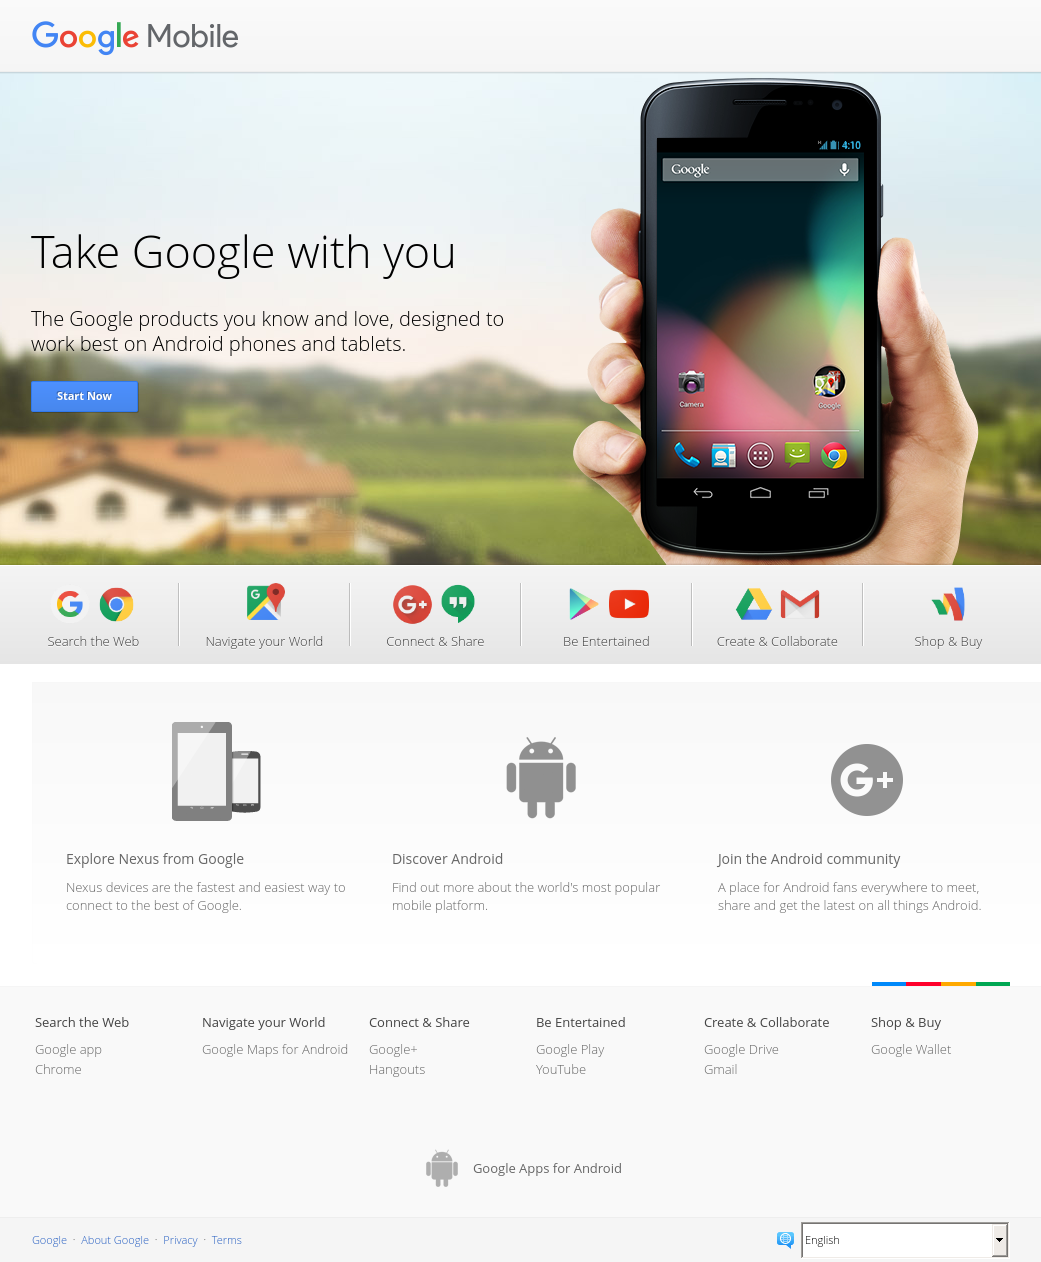 Google Mobile
4:10
Google
Take Google with you
The Google products you know and love, designed to
work best on Android phones and tablets.
Start Now
Camera
Google
Search the Web
Navigate your World
Connect & Share
Be Entertained
Create & Collaborate
Shop & Buy
Explore Nexus from Google
Nexus devices are the fastest and easiest way to
connect to the best of Google.
Discover Android
Find out more about the world's most popular
mobile platform.
Join the Android community
A place for Android fans everywhere to meet,
share and get the latest on all things Android.
Search the Web
Google app
Chrome
Navigate your World
Google Maps for Android
Connect & Share
Google+
Hangouts
Be Entertained
Google Play
YouTube
Create & Collaborate
Google Drive
Gmail
Shop & Buy
Google Wallet
Google Apps for Android
Google · About Google · Privacy · Terms
English